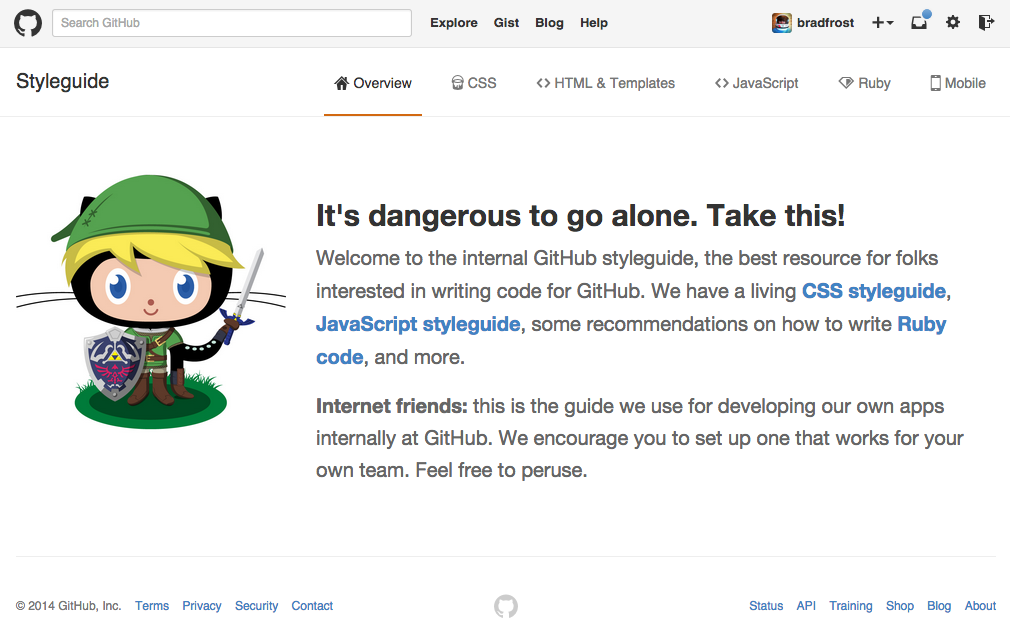 Search GitHub Explore Gist Blog Help bradfrost
Styleguide Overview CSS HTML & Templates JavaScript Ruby Mobile
It's dangerous to go alone. Take this!
Welcome to the internal GitHub styleguide, the best resource for folks
interested in writing code for GitHub. We have a living CSS styleguide,
JavaScript styleguide, some recommendations on how to write Ruby
code, and more.
Internet friends: this is the guide we use for developing our own apps
internally at GitHub. We encourage you to set up one that works for your
own team. Feel free to peruse.
© 2014 GitHub, Inc. Terms Privacy Security Contact Status API Training Shop Blog About